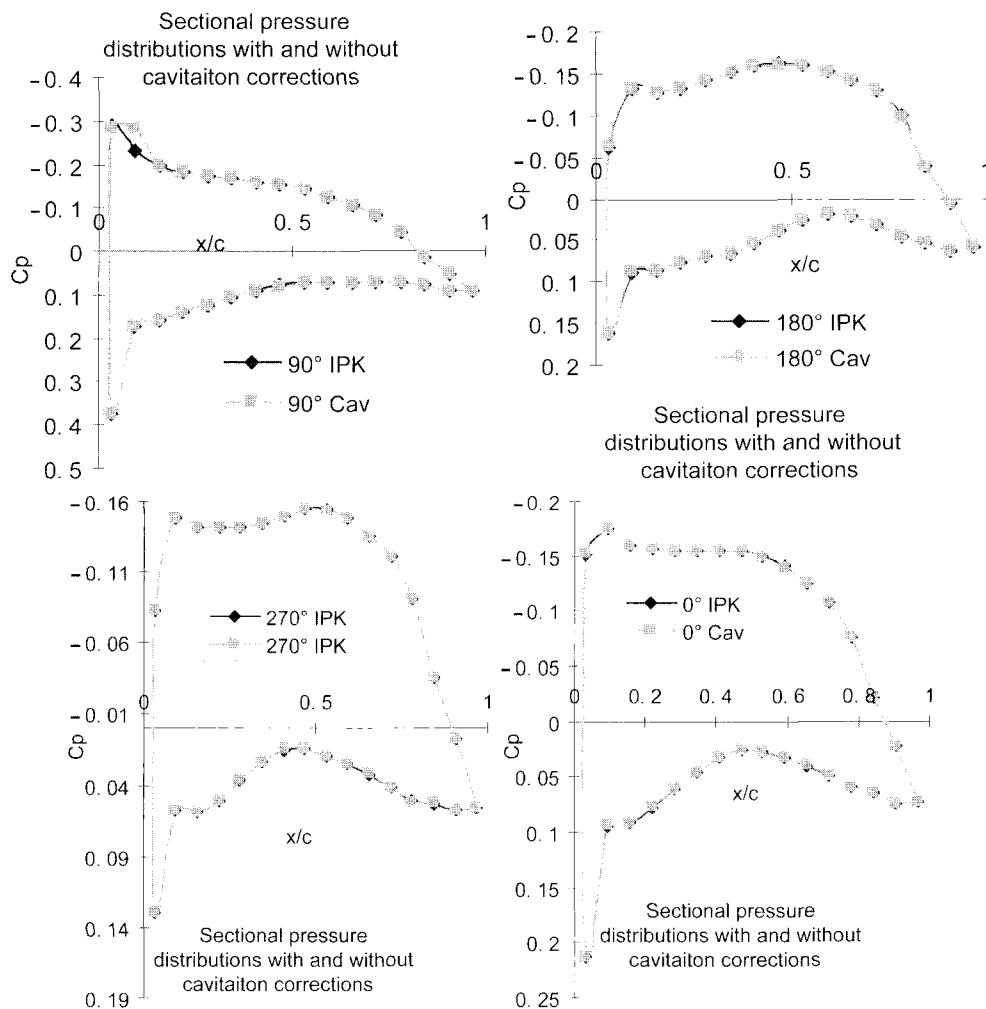 Sectional pressure
distributions with and without
cavitaiton corrections
-0.4
-0.3
-0.2
-0.1
0
0.1
0.2
0.3
0.4
0.5
0
0.5
1
x/c
Cp
90° IPK
90° Cav
-0.2
-0.15
-0.1
-0.05
0
0.05
0.1
0.15
0.2
0
0.5
1
x/c
Cp
180° IPK
180° Cav
Sectional pressure
distributions with and without
cavitaiton corrections
-0.16
-0.11
-0.06
-0.01
0.04
0.09
0.14
0.19
0
0.5
1
x/c
Cp
270° IPK
270° IPK
Sectional pressure
distributions with and without
cavitaiton corrections
-0.2
-0.15
-0.1
-0.05
0
0.05
0.1
0.15
0.2
0.25
0
0.2
0.4
0.6
0.8
1
x/c
Cp
0° IPK
0° Cav
Sectional pressure
distributions with and without
cavitaiton corrections